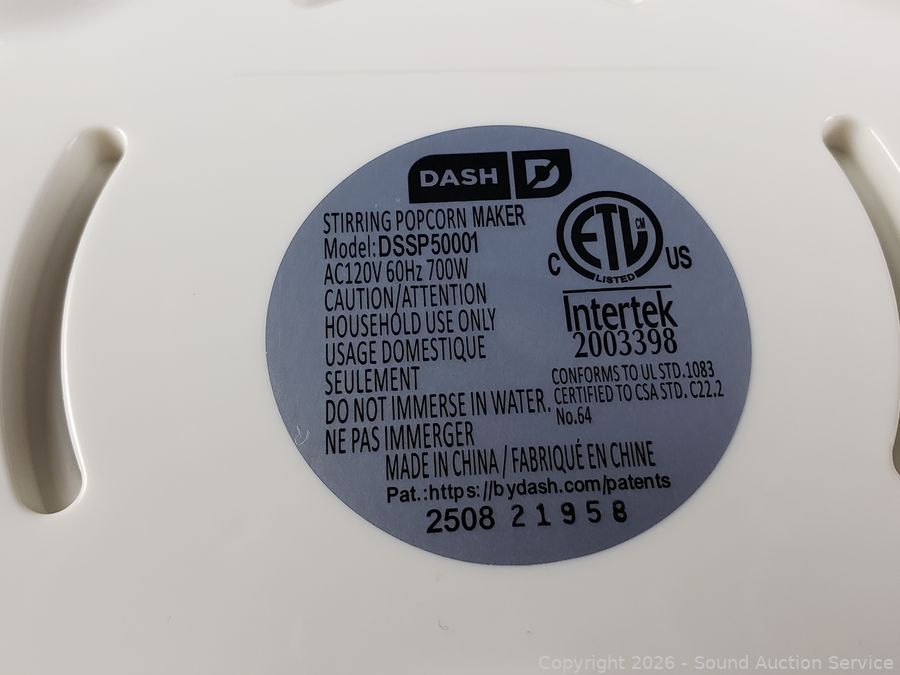 DASH D
STIRRING POPCORN MAKER
Model: DSSP50001
AC120V 60Hz 700W
CAUTION/ATTENTION
HOUSEHOLD USE ONLY
USAGE DOMESTIQUE
SEULEMENT
DO NOT IMMERSE IN WATER.
NE PAS IMMERGER
ETL CM
C US
LISTED
Intertek
2003398
CONFORMS TO UL STD.1083
CERTIFIED TO CSA STD. C22.2
No.64
MADE IN CHINA / FABRIQUÉ EN CHINE
Pat.:https://bydash.com/patents
2508 21958
Copyright 2026 - Sound Auction Service